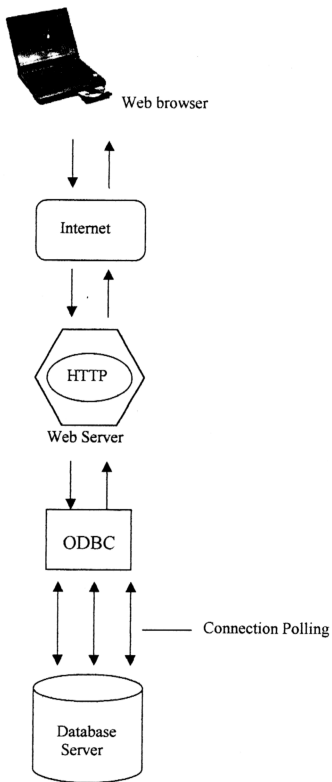 Web browser
Internet
HTTP
Web Server
ODBC
Connection Polling
Database
Server